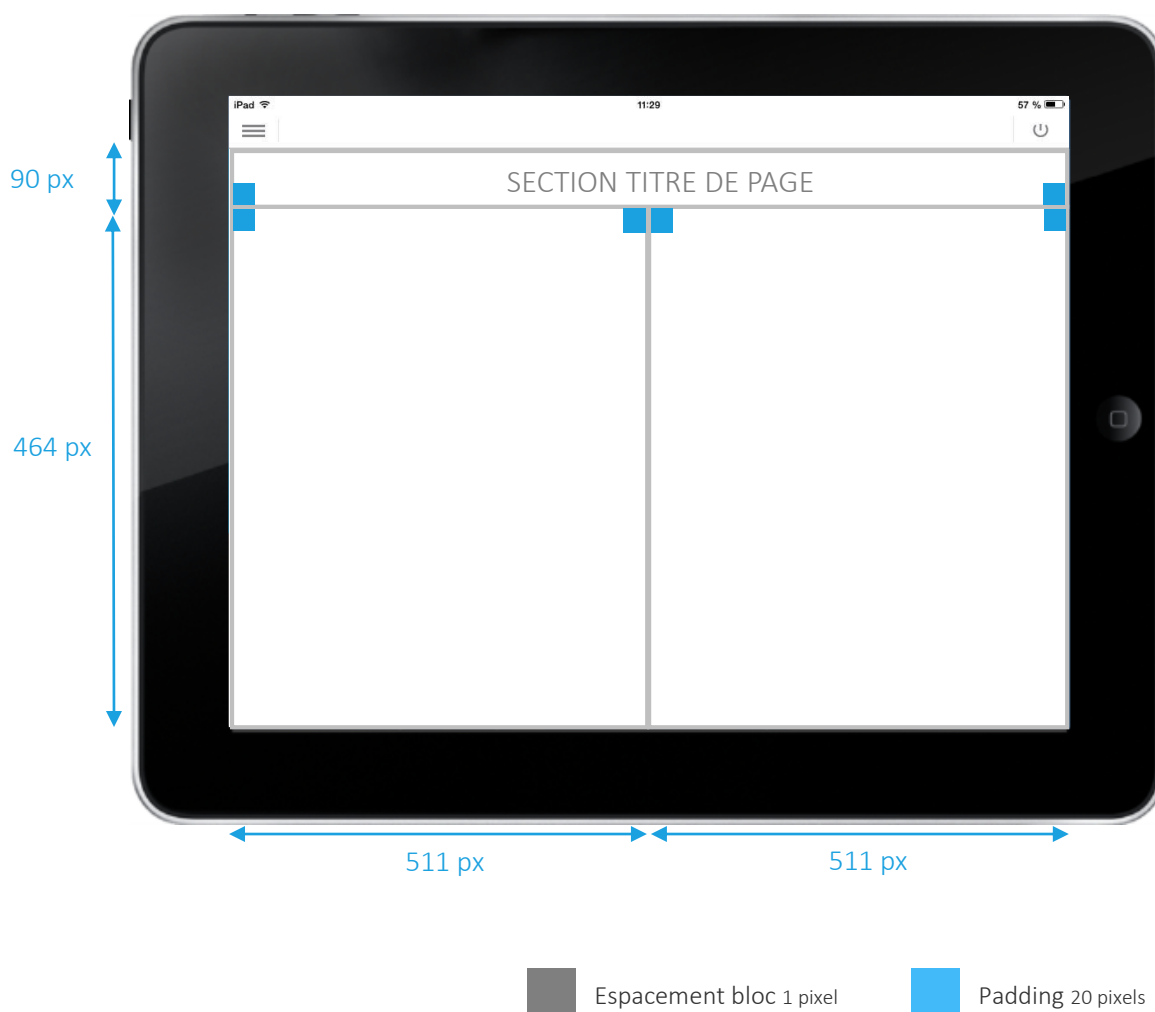 iPad 11:29 57 %
90 px
SECTION TITRE DE PAGE
464 px
511 px 511 px
Espacement bloc 1 pixel Padding 20 pixels